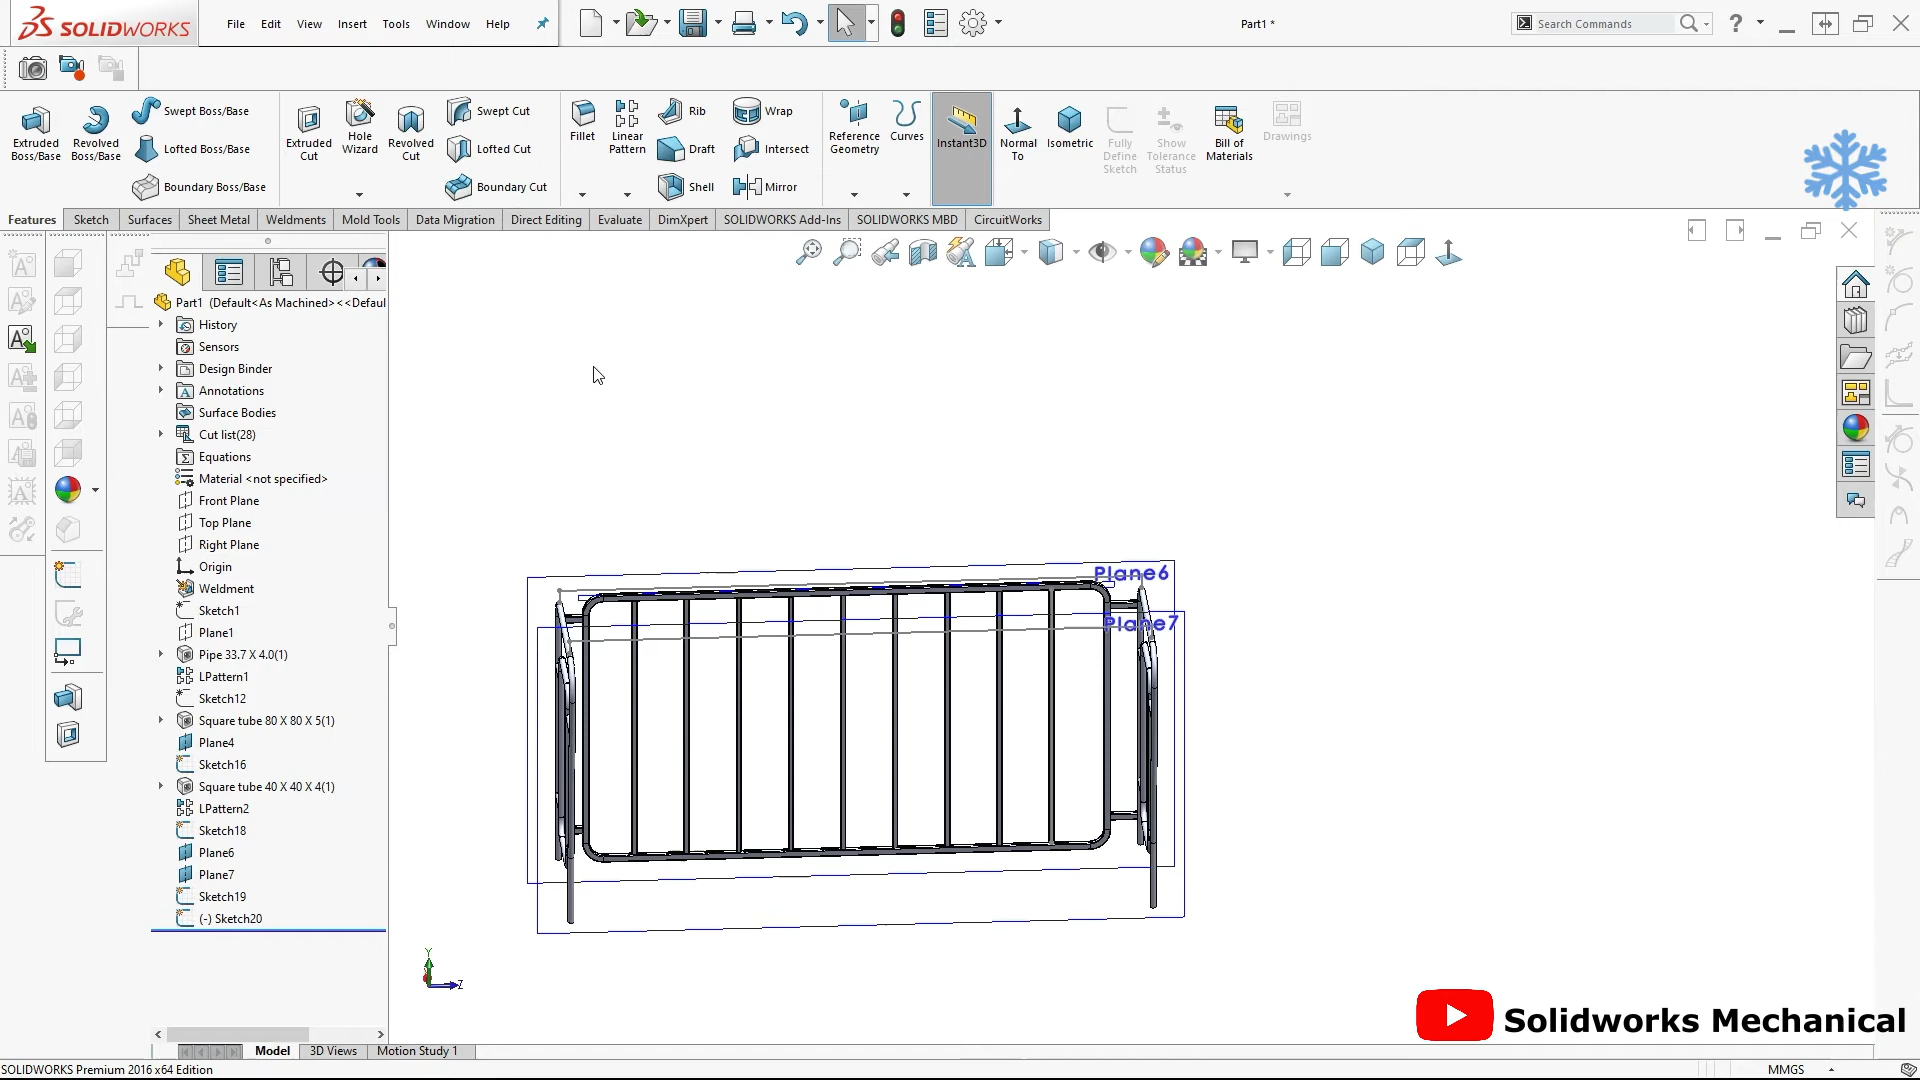 SOLIDWORKS
File Edit View Insert Tools Window Help
Part1 *
Search Commands
?
Extruded Boss/Base
Revolved Boss/Base
Swept Boss/Base
Lofted Boss/Base
Boundary Boss/Base
Extruded Cut
Hole Wizard
Revolved Cut
Swept Cut
Lofted Cut
Boundary Cut
Fillet
Linear Pattern
Rib
Draft
Shell
Wrap
Intersect
Mirror
Reference Geometry
Curves
Instant3D
Normal To
Isometric
Fully Define Sketch
Show Tolerance Status
Bill of Materials
Drawings
Features Sketch Surfaces Sheet Metal Weldments Mold Tools Data Migration Direct Editing Evaluate DimXpert SOLIDWORKS Add-Ins SOLIDWORKS MBD CircuitWorks
Part1 (Default<As Machined><<Defaul
History
Sensors
Design Binder
Annotations
Surface Bodies
Cut list(28)
Equations
Material <not specified>
Front Plane
Top Plane
Right Plane
Origin
Weldment
Sketch1
Plane1
Pipe 33.7 X 4.0(1)
LPattern1
Sketch12
Square tube 80 X 80 X 5(1)
Plane4
Sketch16
Square tube 40 X 40 X 4(1)
LPattern2
Sketch18
Plane6
Plane7
Sketch19
(-) Sketch20
Plane6
Plane7
Y
Z
Solidworks Mechanical
Model 3D Views Motion Study 1
SOLIDWORKS Premium 2016 x64 Edition
MMGS